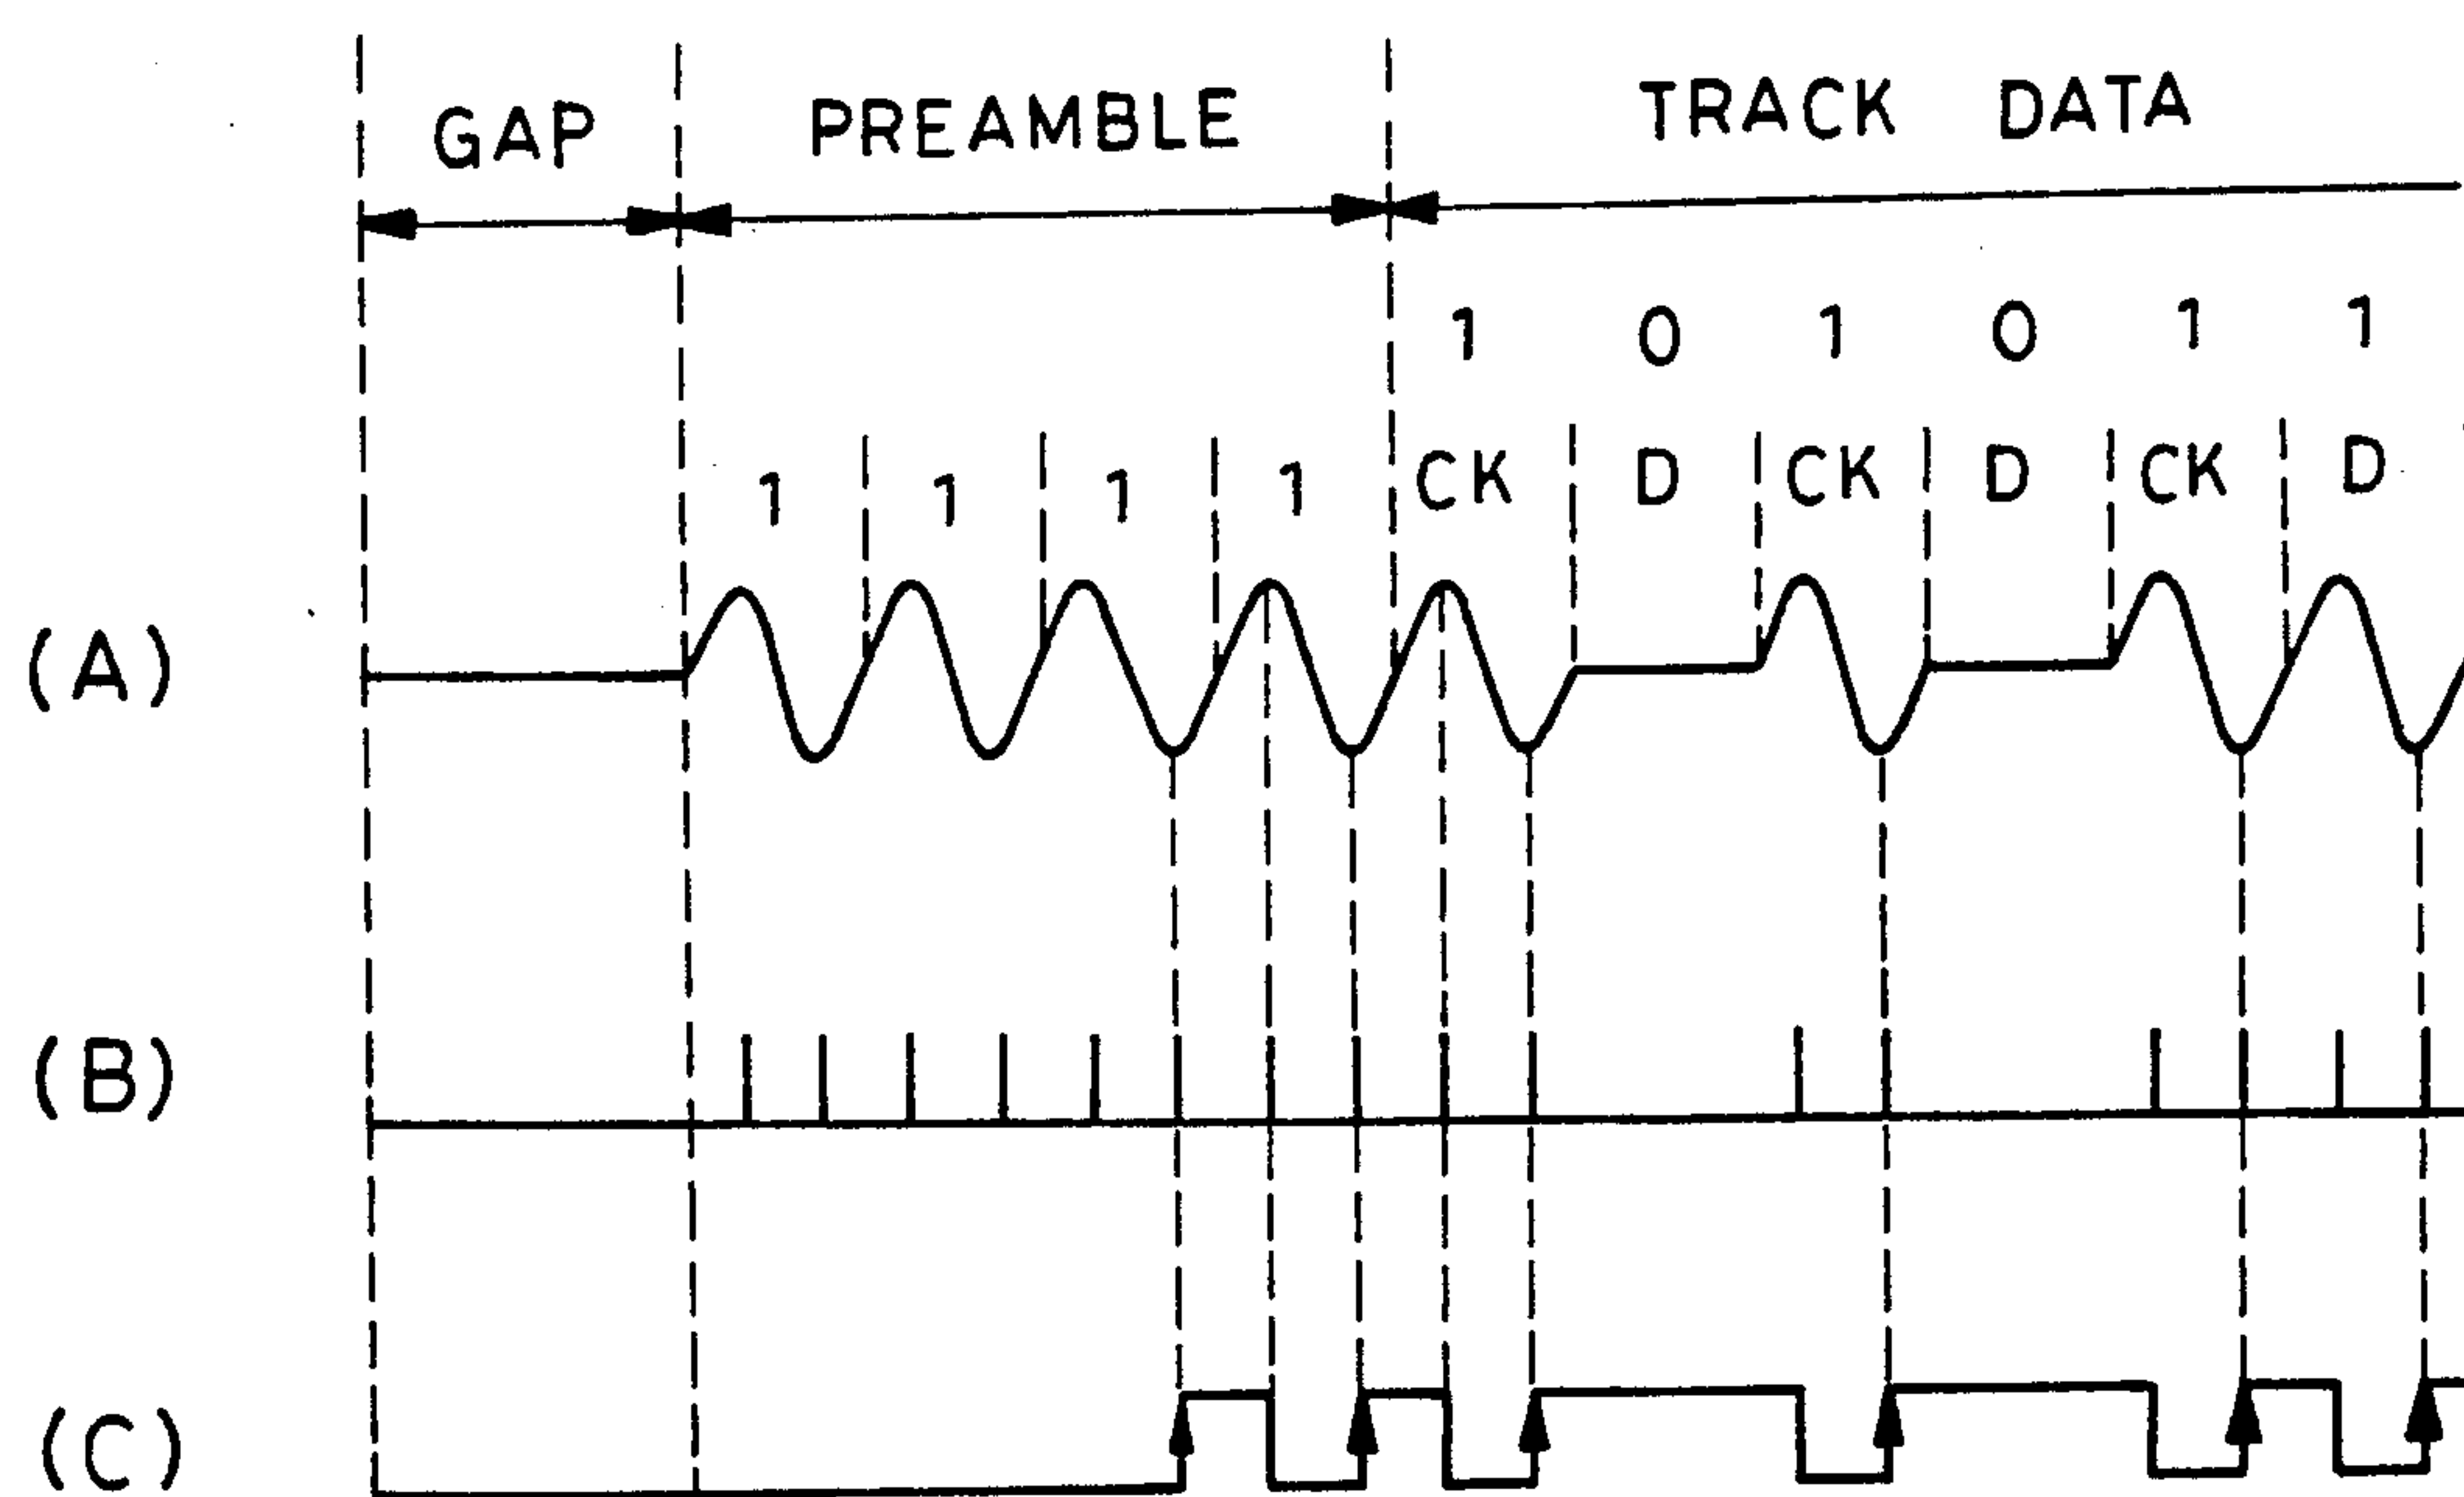 GAP PREAMBLE TRACK DATA
1 0 1 0 1 1
1 1 1 1 CK D CK D CK D
(A)
(B)
(C)